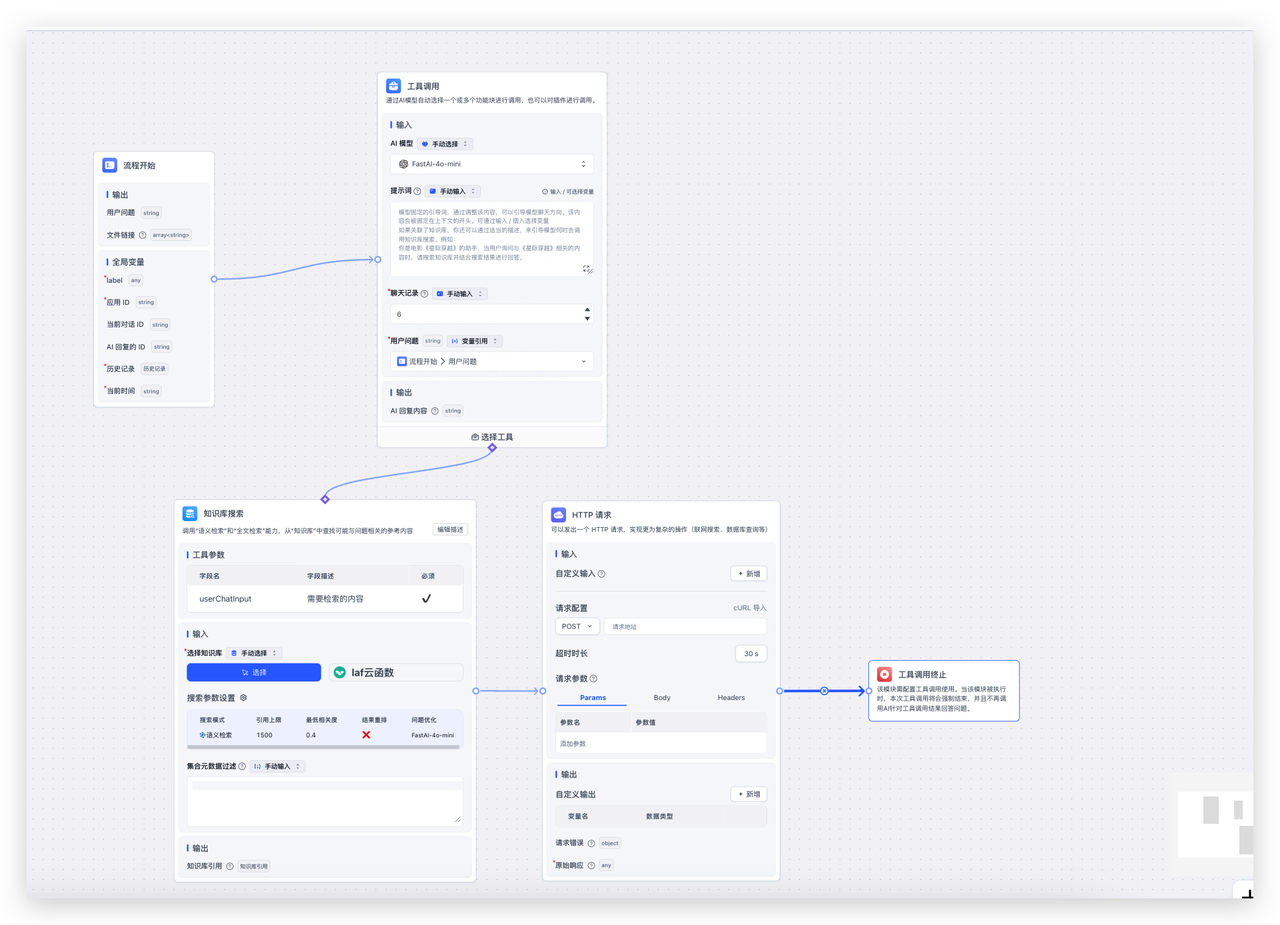 流程开始
输出
用户问题 string
文件链接 array<string>
全局变量
*label any
*应用 ID string
当前对话 ID string
AI 回复的 ID string
*历史记录 历史记录
*当前时间 string
工具调用
通过AI模型自动选择一个或多个功能块进行调用，也可以对插件进行调用。
输入
AI 模型 手动选择
FastAI-4o-mini
提示词 手动输入 输入 / 可选择变量
模型固定的引导词，通过调整该内容，可以引导模型聊天方向。该内
容会被固定在上下文的开头。可通过输入 / 插入选择变量
如果关联了知识库，你还可以通过适当的描述，来引导模型何时去调
用知识库搜索。例如：
你是电影《星际穿越》的助手，当用户询问与《星际穿越》相关的内
容时，请搜索知识库并结合搜索结果进行回答。
*聊天记录 手动输入
6
*用户问题 string 变量引用
流程开始 > 用户问题
输出
AI 回复内容 string
选择工具
知识库搜索
调用“语义检索”和“全文检索”能力，从“知识库”中查找可能与问题相关的参考内容 编辑描述
工具参数
字段名 字段描述 必须
userChatInput 需要检索的内容 ✓
输入
*选择知识库 手动选择
选择 laf云函数
搜索参数设置
搜索模式 引用上限 最低相关度 结果重排 问题优化
语义检索 1500 0.4 ❌ FastAI-4o-mini
集合元数据过滤 手动输入
输出
知识库引用 知识库引用
HTTP 请求
可以发出一个 HTTP 请求，实现更为复杂的操作（联网搜索、数据库查询等）
输入
自定义输入 + 新增
请求配置 cURL 导入
POST 请求地址
超时时长 30 s
请求参数
Params Body Headers
参数名 参数值
添加参数
输出
自定义输出 + 新增
变量名 数据类型
请求错误 object
*原始响应 any
工具调用终止
该模块需配置工具调用使用。当该模块被执行
时，本次工具调用将会强制结束，并且不再调
用AI针对工具调用结果回答问题。